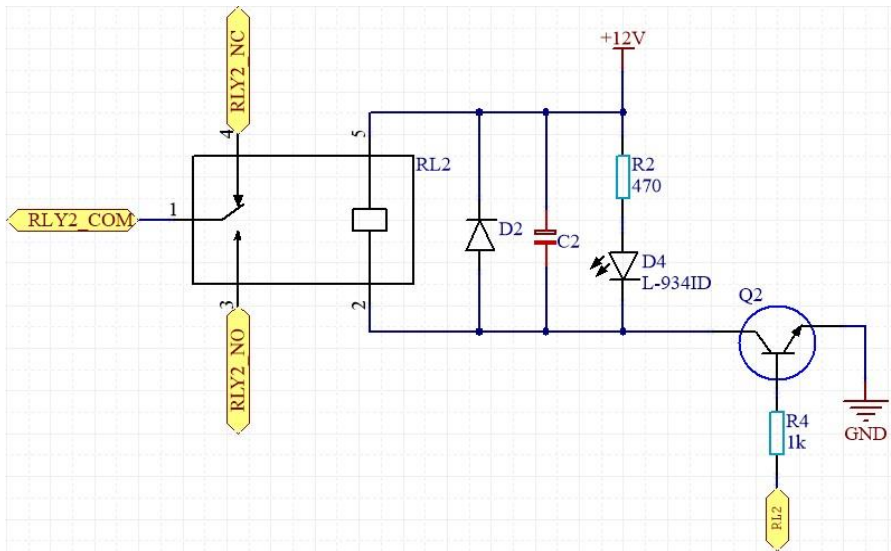 RLY2_NC
+12V
4
5
RL2
R2
470
RLY2_COM
1
D2
C2
D4
L-934ID
3
2
Q2
RLY2_NO
R4
1k
GND
RL2